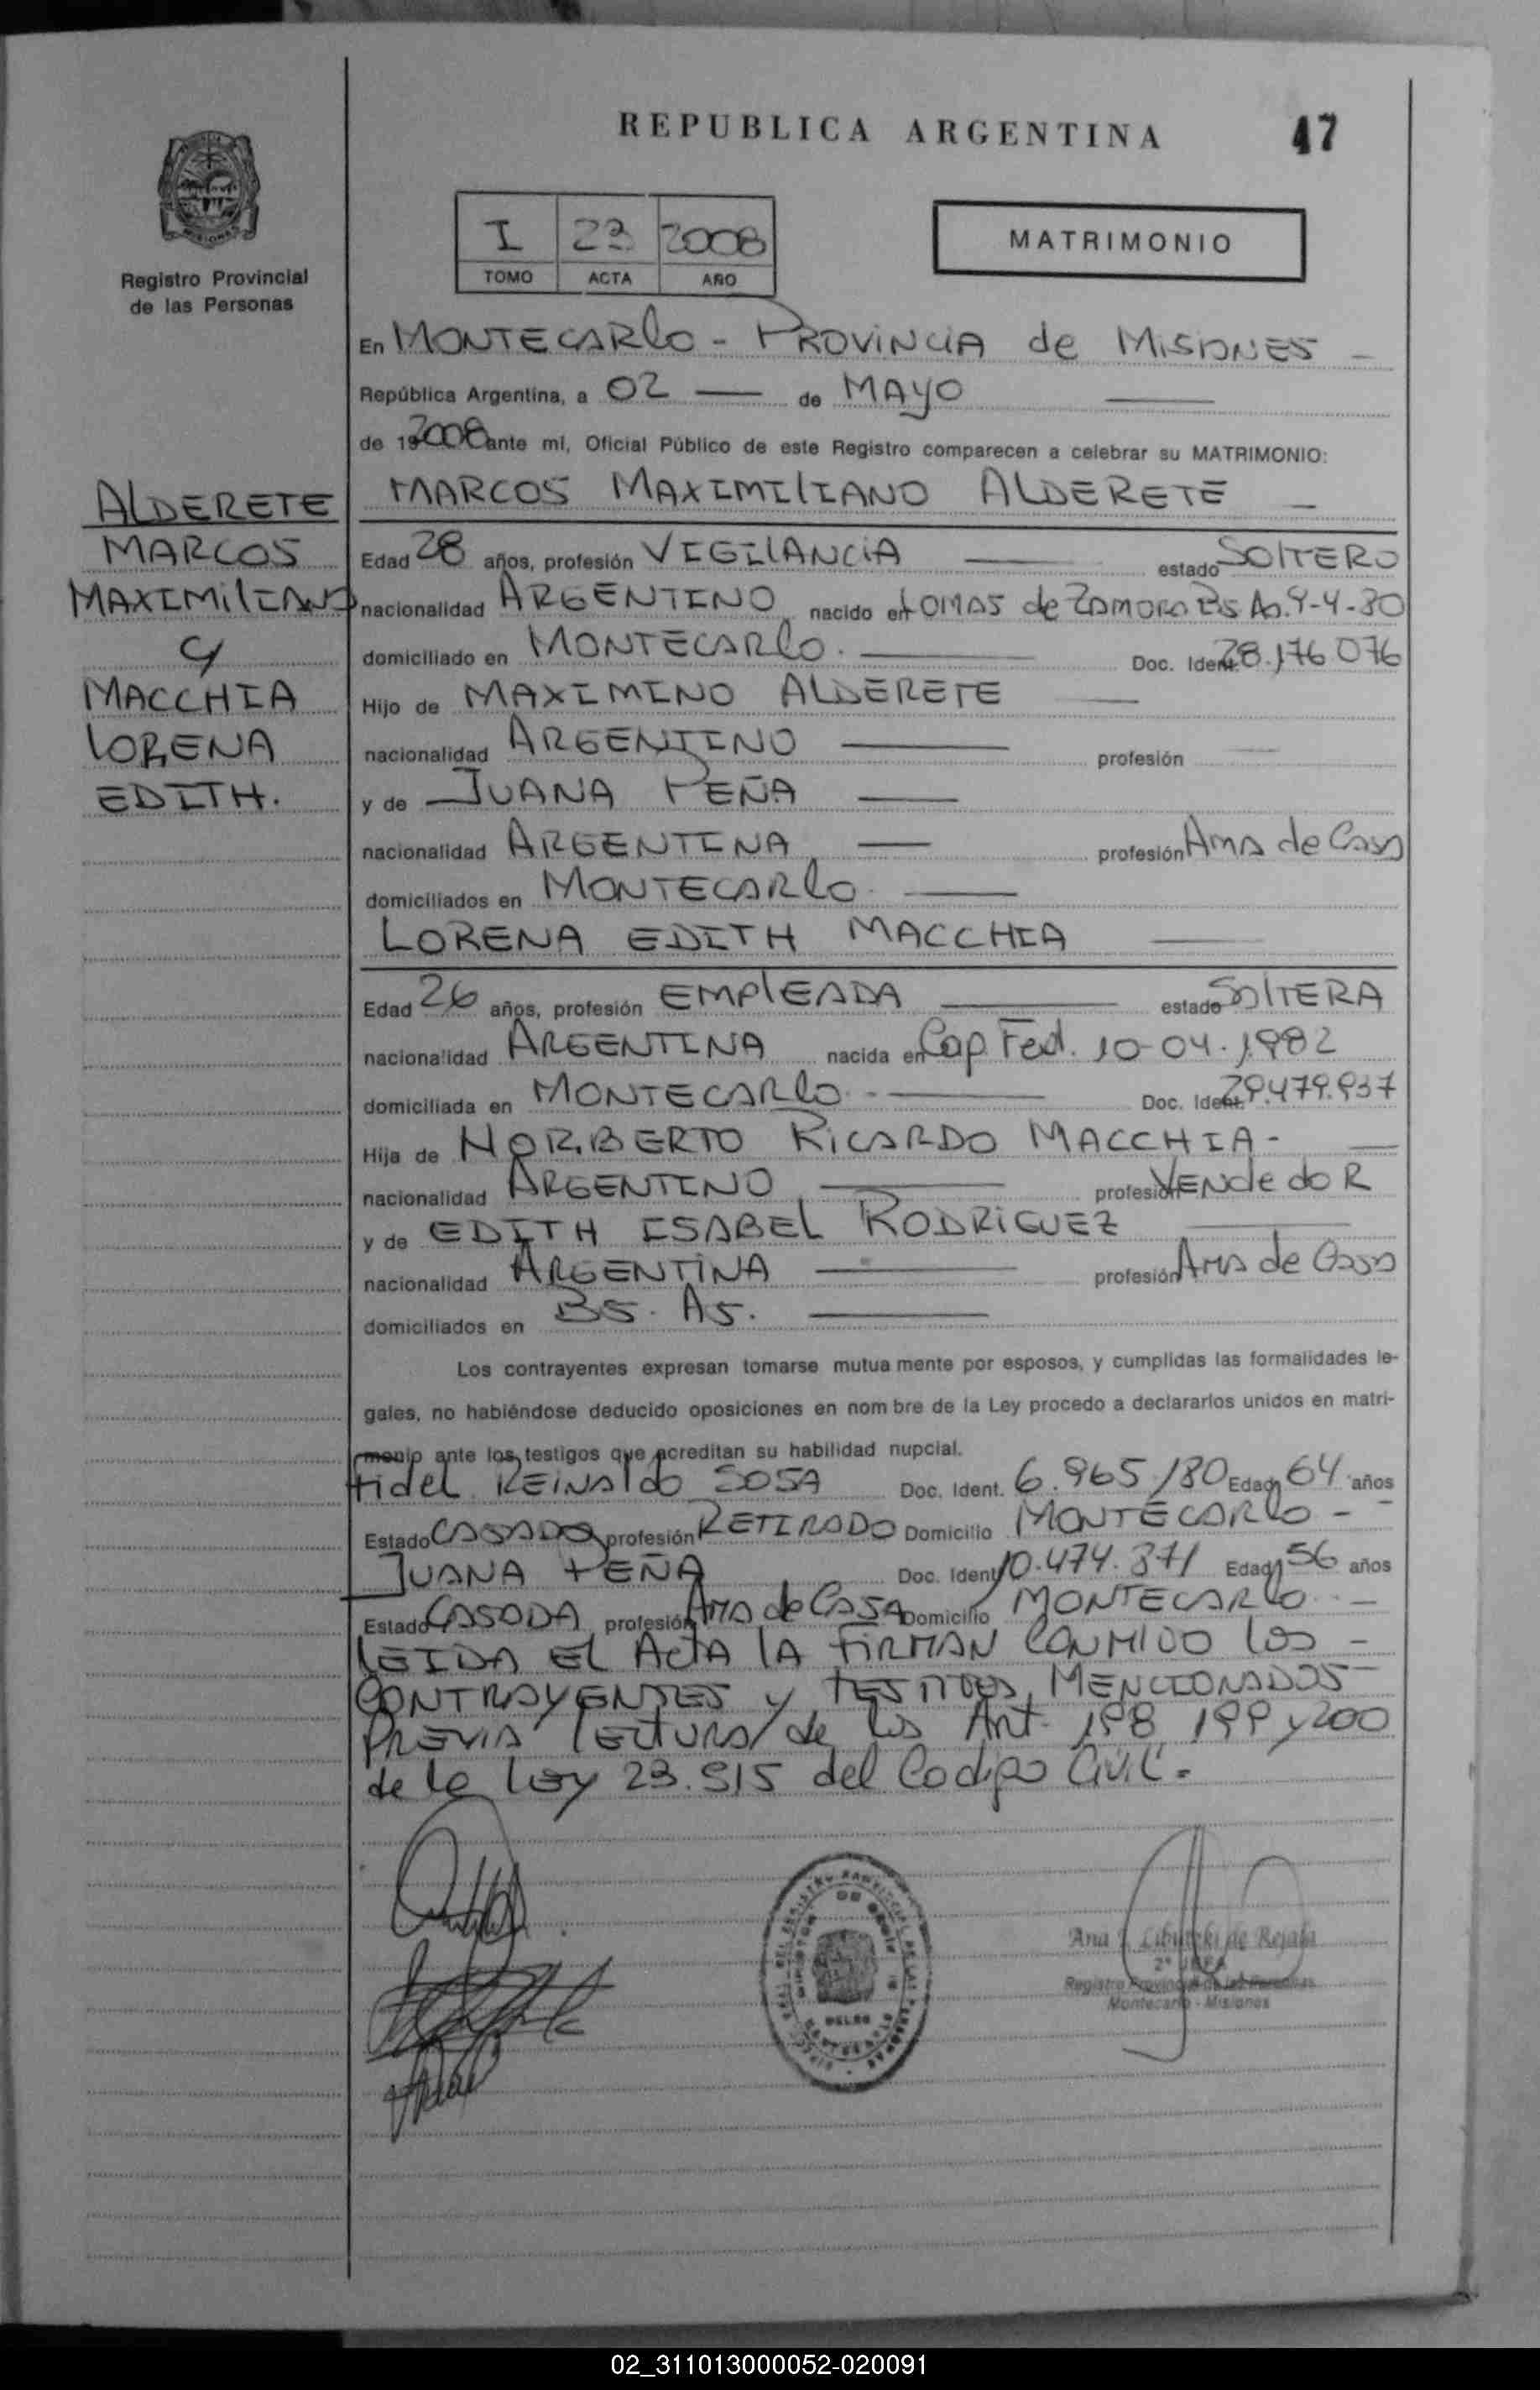 REPUBLICA ARGENTINA
47
MISIONES
Registro Provincial
de las Personas
I 23 2008
TOMO ACTA AÑO
MATRIMONIO
En MONTECARLO - PROVINCIA de MISIONES -
República Argentina, a 02 — de MAYO —
de 192008 ante mi, Oficial Público de este Registro comparecen a celebrar su MATRIMONIO:
ALDERETE
MARCOS
MAXIMILIANO
y
MACCHIA
LORENA
EDITH.
MARCOS MAXIMILIANO ALDERETE —
Edad 28 años, profesión VIGILANCIA — estado SOLTERO
nacionalidad ARGENTINO nacido en LOMAS de ZAMORA Bs As. 9-4-80
domiciliado en MONTECARLO. — Doc. Ident. 28.176.076
Hijo de MAXIMINO ALDERETE —
nacionalidad ARGENTINO — profesión —
y de JUANA PEÑA —
nacionalidad ARGENTINA — profesión Ama de Casa
domiciliados en MONTECARLO. —
LORENA EDITH MACCHIA —
Edad 26 años, profesión EMPLEADA — estado SOLTERA
nacionalidad ARGENTINA nacida en Cap. Fed. 10-04-1982
domiciliada en MONTECARLO. — Doc. Ident. 29.479.937
Hija de NORBERTO RICARDO MACCHIA - —
nacionalidad ARGENTINO — profesión VENdedoR
y de EDITH ISABEL RODRIGUEZ —
nacionalidad ARGENTINA — profesión Ama de Casa
domiciliados en Bs. As. —
Los contrayentes expresan tomarse mutua mente por esposos, y cumplidas las formalidades le-
gales, no habiéndose deducido oposiciones en nom bre de la Ley procedo a declararlos unidos en matri-
monio ante los testigos que acreditan su habilidad nupcial.
Fidel REINALdo SOSA Doc. Ident. 6.965.180 Edad 64 años
Estado CASADO profesión RETIRADO Domicilio MONTECARLO - -
JUANA PEÑA Doc. Ident. 10.474.371 Edad 56 años
Estado CASADA profesión AMA de CASA Domicilio MONTECARLO. -
LEIDA EL ACTA LA FIRMAN CONMIGO los -
CONTRAYENTES y TESTIGOS MENCIONADOS -
PREVIA LECTURA de los Art. 198 199 y 200
de la Ley 23.515 del Codigo Civil.-
Ana de Rejala
2º JEFA
Registro Provincial de las Personas
Montecarlo - Misiones
02_311013000052-020091